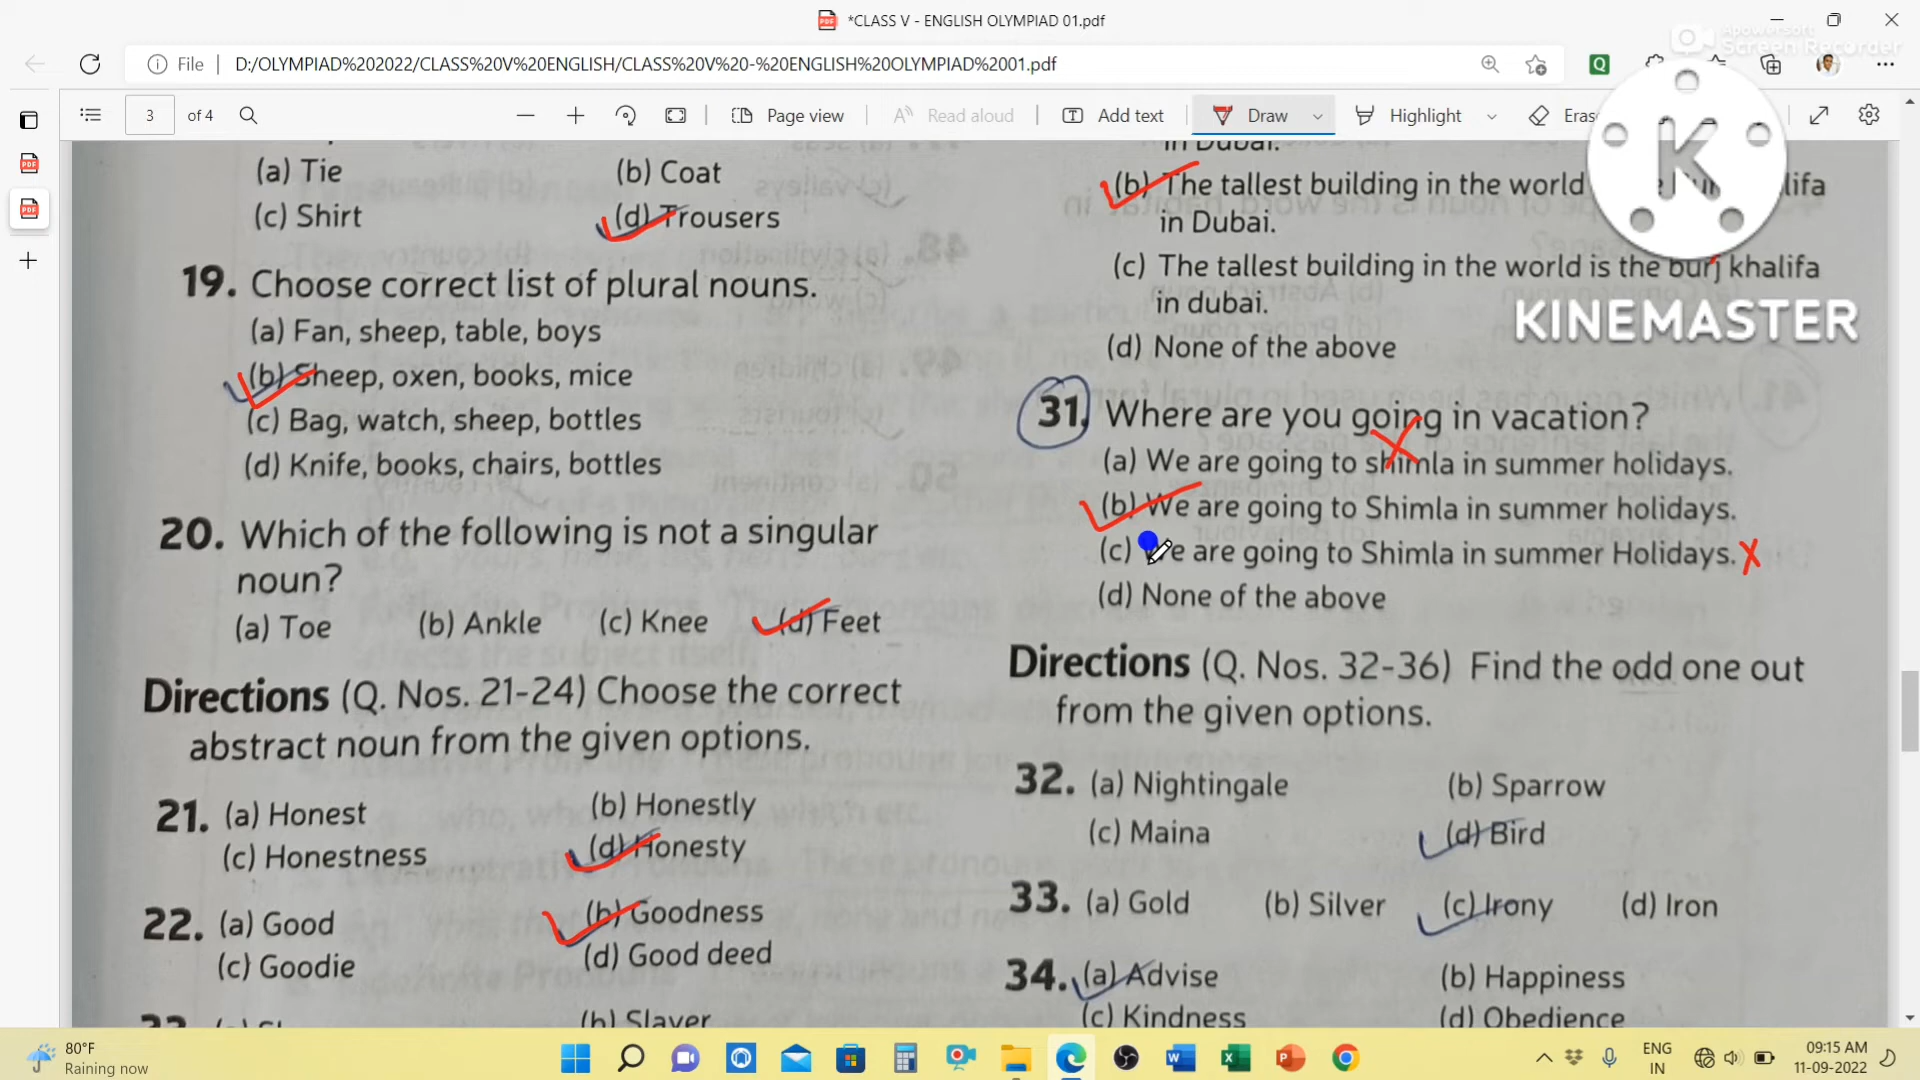 *CLASS V - ENGLISH OLYMPIAD 01.pdf
Apowersoft
Screen Recorder
File
D:/OLYMPIAD%202022/CLASS%20V%20ENGLISH/CLASS%20V%20-%20ENGLISH%20OLYMPIAD%2001.pdf
3 of 4
Page view
Read aloud
Add text
Draw
Highlight
(a) Tie (b) Coat
(c) Shirt (d) Trousers
19. Choose correct list of plural nouns.
(a) Fan, sheep, table, boys
(b) Sheep, oxen, books, mice
(c) Bag, watch, sheep, bottles
(d) Knife, books, chairs, bottles
20. Which of the following is not a singular
noun?
(a) Toe (b) Ankle (c) Knee (d) Feet
Directions (Q. Nos. 21-24) Choose the correct
abstract noun from the given options.
21. (a) Honest (b) Honestly
(c) Honestness (d) Honesty
22. (a) Good (b) Goodness
(c) Goodie (d) Good deed
(b) Slaver
in Dubai.
(b) The tallest building in the world
in Dubai.
(c) The tallest building in the world is the burj khalifa
in dubai.
(d) None of the above
KINEMASTER
31. Where are you going in vacation?
(a) We are going to shimla in summer holidays.
(b) We are going to Shimla in summer holidays.
(c) We are going to Shimla in summer Holidays.
(d) None of the above
Directions (Q. Nos. 32-36) Find the odd one out
from the given options.
32. (a) Nightingale (b) Sparrow
(c) Maina (d) Bird
33. (a) Gold (b) Silver (c) Irony (d) Iron
34. (a) Advise (b) Happiness
(c) Kindness (d) Obedience
80°F
Raining now
ENG
IN
09:15 AM
11-09-2022